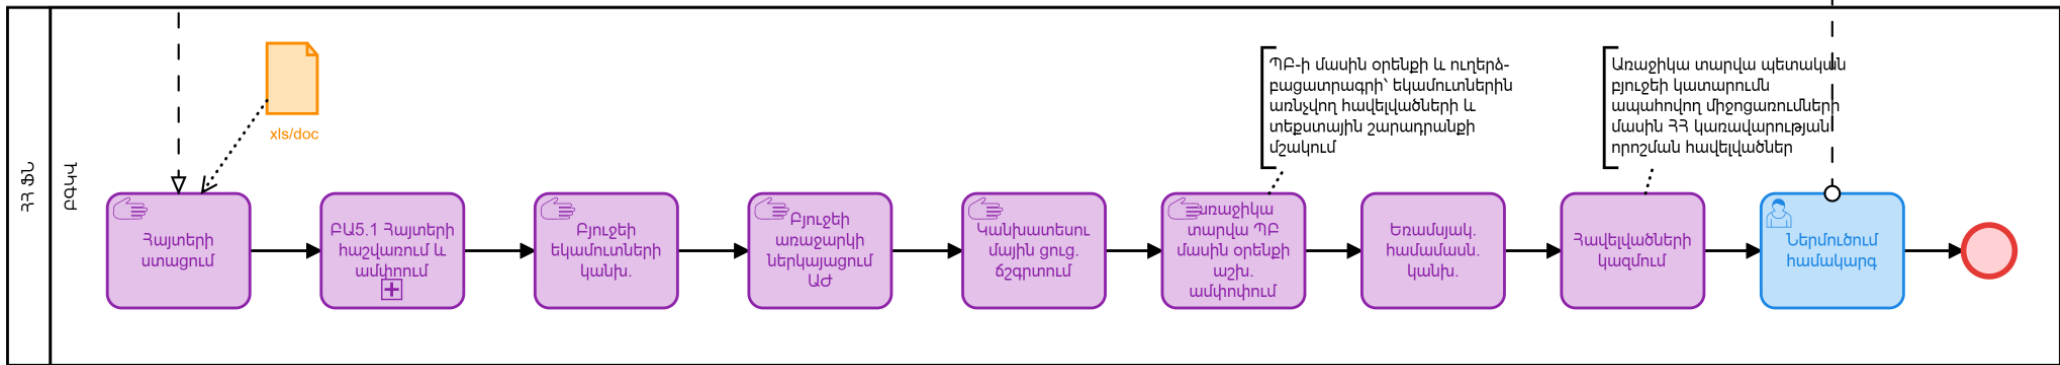 ՀՀ ՖՆ
ԲԳԿՎ
xls/doc
Հայտերի
ստացում
ԲԱ5.1 Հայտերի
հաշվառում և
ամփոում
Բյուջեի
եկամուտների
կանխ.
Բյուջեի
առաջարկի
ներկայացում
ԱԺ
Կանխատեսու
մային ցուց.
ճշգրտում
ՊԲ-ի մասին օրենքի և ուղերձ-
բացատրագրի՝ եկամուտներին
առնչվող հավելվածների և
տեքստային շարադրանքի
մշակում
առաջիկա
տարվա ՊԲ
մասին օրենքի
աշխ.
ամփոփում
Եռամսյակ.
համամասն.
կանխ.
Առաջիկա տարվա պետական
բյուջեի կատարումն
ապահովող միջոցառումների
մասին ՀՀ կառավարության
որոշման հավելվածներ
Հավելվածների
կազմում
Ներմուծում
համակարգ